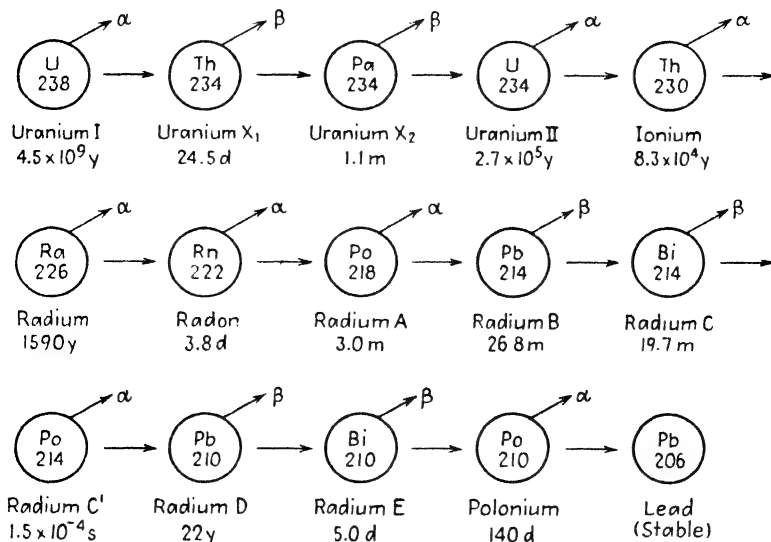 α β β α α
U Th Pa U Th
238 234 234 234 230
Uranium I Uranium X₁ Uranium X₂ Uranium II Ionium
4.5 x 10⁹ y 24.5 d 1.1 m 2.7 x 10⁵ y 8.3 x 10⁴ y
α α α β β
Ra Rn Po Pb Bi
226 222 218 214 214
Radium Radon Radium A Radium B Radium C
1590 y 3.8 d 3.0 m 26 8 m 19.7 m
α β β α
Po Pb Bi Po Pb
214 210 210 210 206
Radium C' Radium D Radium E Polonium Lead
1.5 x 10⁻⁴ s 22 y 5.0 d 140 d (Stable)